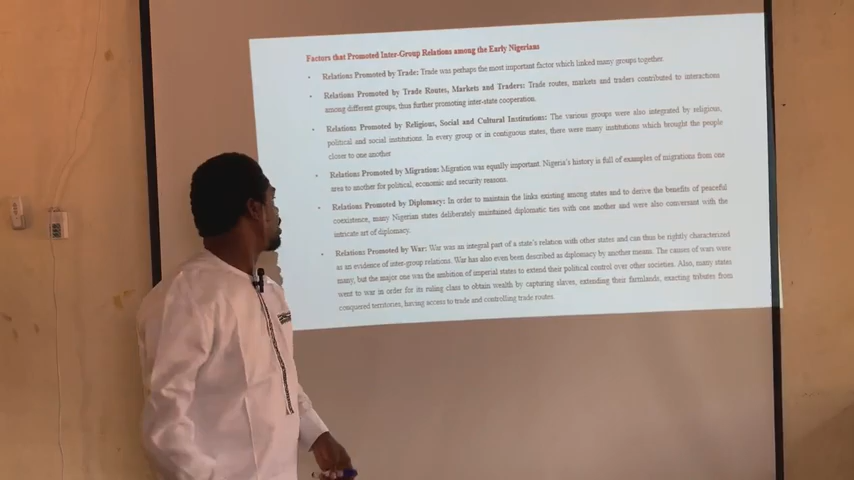 Factors that Promoted Inter-Group Relations among the Early Nigerians
• Relations Promoted by Trade: Trade was perhaps the most important factor which linked many groups together.
• Relations Promoted by Trade Routes, Markets and Traders: Trade routes, markets and traders contributed to interactions
among different groups, thus further promoting inter-state cooperation.
• Relations Promoted by Religious, Social and Cultural Institutions: The various groups were also integrated by religious,
political and social institutions. In every group or in contiguous states, there were many institutions which brought the people
closer to one another
• Relations Promoted by Migration: Migration was equally important. Nigeria's history is full of examples of migrations from one
area to another for political, economic and security reasons.
• Relations Promoted by Diplomacy: In order to maintain the links existing among states and to derive the benefits of peaceful
coexistence, many Nigerian states deliberately maintained diplomatic ties with one another and were also conversant with the
intricate art of diplomacy.
• Relations Promoted by War: War was an integral part of a state's relation with other states and can thus be rightly characterized
as an evidence of inter-group relations. War has also even been described as diplomacy by another means. The causes of wars were
many, but the major one was the ambition of imperial states to extend their political control over other societies. Also, many states
went to war in order for its ruling class to obtain wealth by capturing slaves, extending their farmlands, exacting tributes from
conquered territories, having access to trade and controlling trade routes.